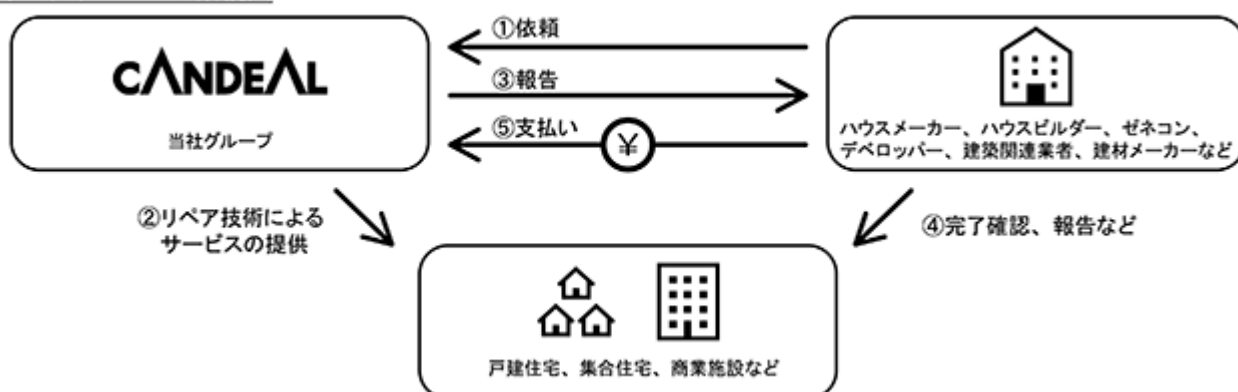 ①依頼
CANDEAL
③報告
当社グループ
⑤支払い
¥
ハウスメーカー、ハウスビルダー、ゼネコン、
デベロッパー、建築関連業者、建材メーカーなど
②リペア技術による
サービスの提供
④完了確認、報告など
戸建住宅、集合住宅、商業施設など